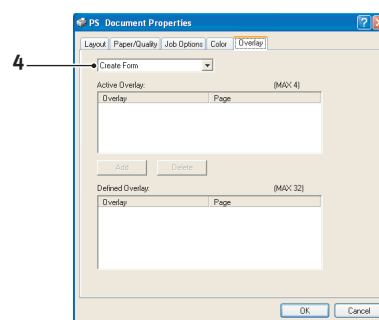 PS Document Properties
Layout Paper/Quality Job Options Color Overlay
4
Create Form
Active Overlay: (MAX 4)
Overlay Page
Add Delete
Defined Overlay: (MAX 32)
Overlay Page
OK Cancel